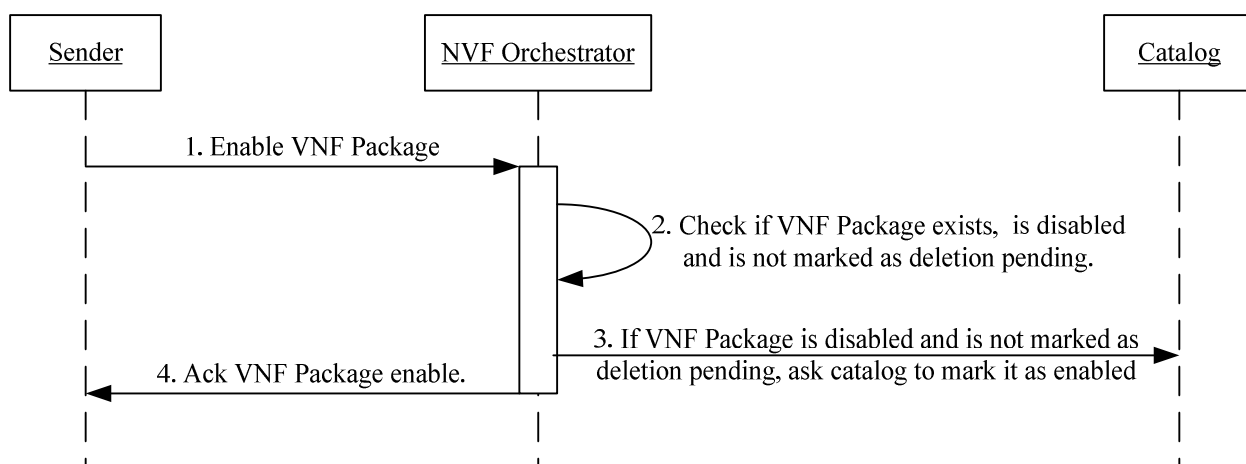 Sender
NVF Orchestrator
Catalog
1. Enable VNF Package
2. Check if VNF Package exists, is disabled
and is not marked as deletion pending.
3. If VNF Package is disabled and is not marked as
deletion pending, ask catalog to mark it as enabled
4. Ack VNF Package enable.